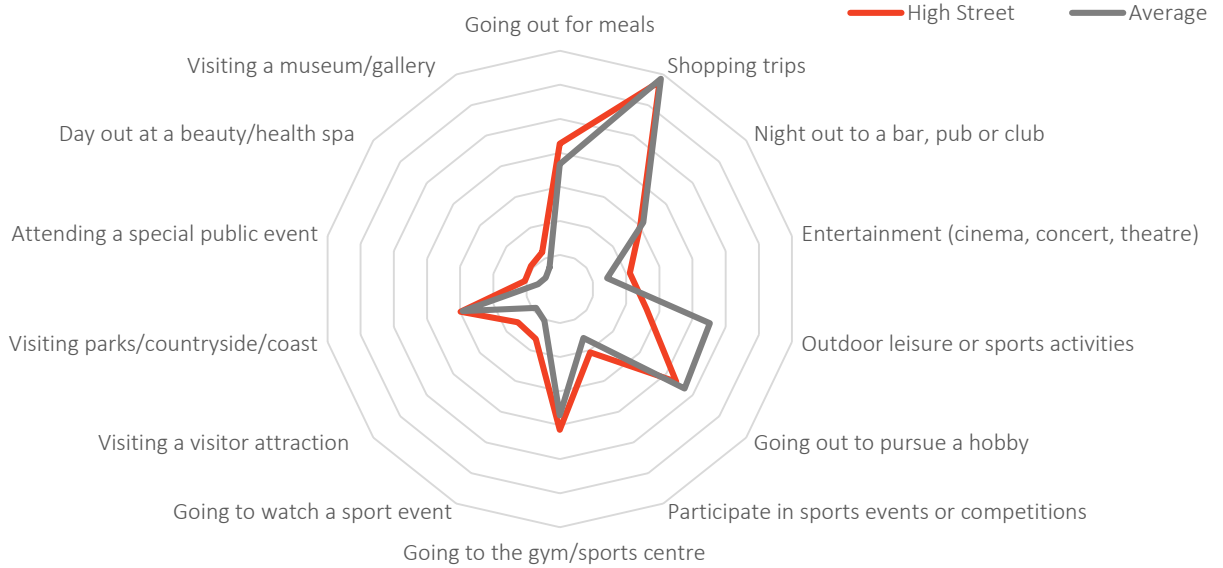 High Street
Average
Going out for meals
Shopping trips
Night out to a bar, pub or club
Entertainment (cinema, concert, theatre)
Outdoor leisure or sports activities
Going out to pursue a hobby
Participate in sports events or competitions
Going to the gym/sports centre
Going to watch a sport event
Visiting a visitor attraction
Visiting parks/countryside/coast
Attending a special public event
Day out at a beauty/health spa
Visiting a museum/gallery